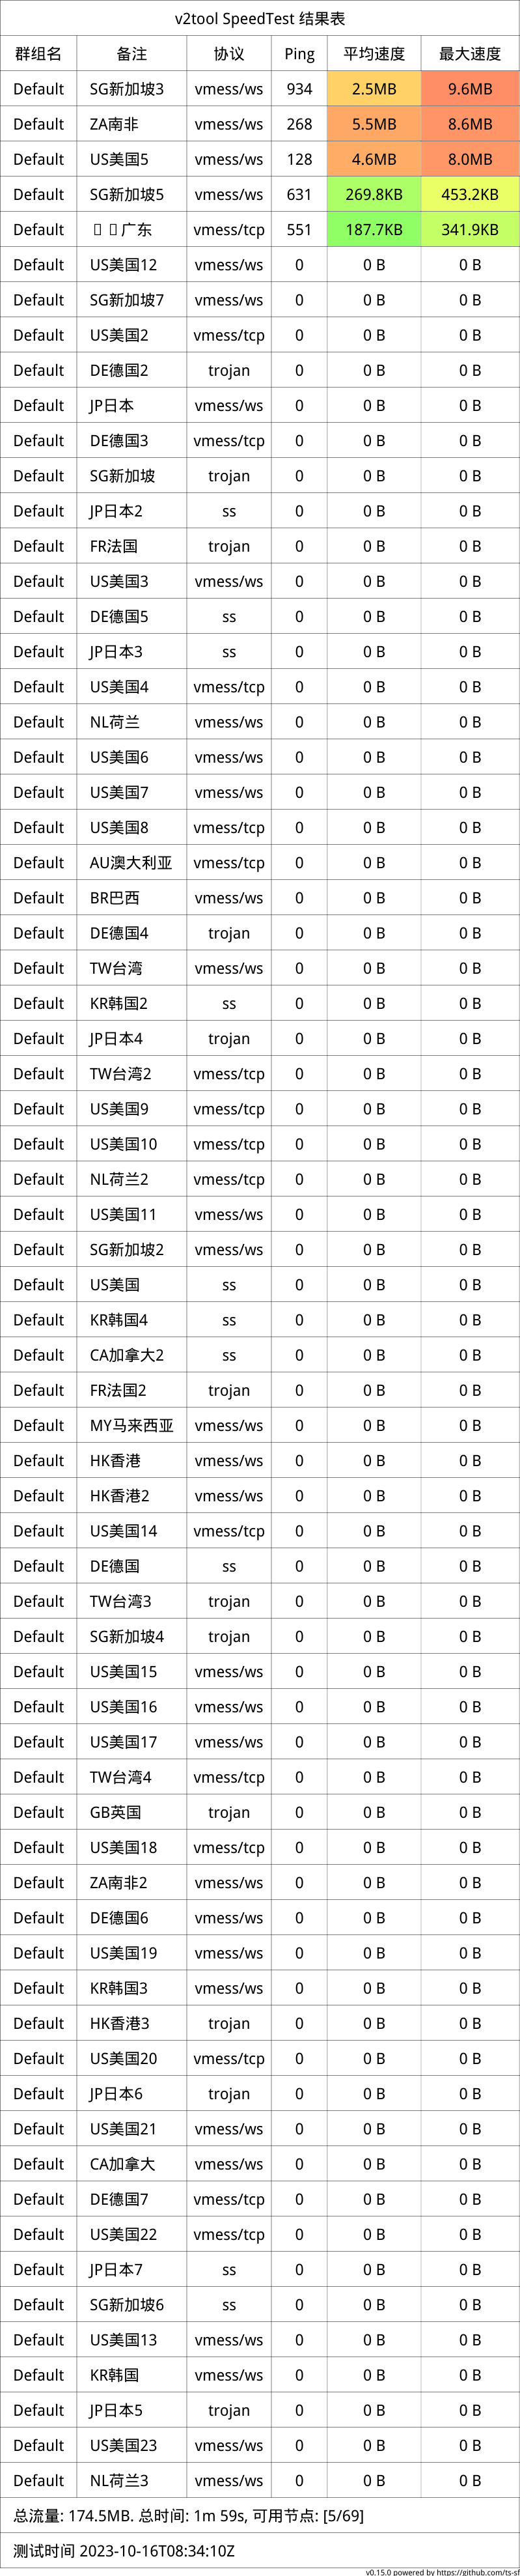 v2tool SpeedTest 结果表
群组名 备注 协议 Ping 平均速度 最大速度
Default SG新加坡3 vmess/ws 934 2.5MB 9.6MB
Default ZA南非 vmess/ws 268 5.5MB 8.6MB
Default US美国5 vmess/ws 128 4.6MB 8.0MB
Default SG新加坡5 vmess/ws 631 269.8KB 453.2KB
Default 广东 vmess/tcp 551 187.7KB 341.9KB
Default US美国12 vmess/ws 0 0 B 0 B
Default SG新加坡7 vmess/ws 0 0 B 0 B
Default US美国2 vmess/tcp 0 0 B 0 B
Default DE德国2 trojan 0 0 B 0 B
Default JP日本 vmess/ws 0 0 B 0 B
Default DE德国3 vmess/tcp 0 0 B 0 B
Default SG新加坡 trojan 0 0 B 0 B
Default JP日本2 ss 0 0 B 0 B
Default FR法国 trojan 0 0 B 0 B
Default US美国3 vmess/ws 0 0 B 0 B
Default DE德国5 ss 0 0 B 0 B
Default JP日本3 ss 0 0 B 0 B
Default US美国4 vmess/tcp 0 0 B 0 B
Default NL荷兰 vmess/ws 0 0 B 0 B
Default US美国6 vmess/ws 0 0 B 0 B
Default US美国7 vmess/ws 0 0 B 0 B
Default US美国8 vmess/tcp 0 0 B 0 B
Default AU澳大利亚 vmess/tcp 0 0 B 0 B
Default BR巴西 vmess/ws 0 0 B 0 B
Default DE德国4 trojan 0 0 B 0 B
Default TW台湾 vmess/ws 0 0 B 0 B
Default KR韩国2 ss 0 0 B 0 B
Default JP日本4 trojan 0 0 B 0 B
Default TW台湾2 vmess/tcp 0 0 B 0 B
Default US美国9 vmess/tcp 0 0 B 0 B
Default US美国10 vmess/tcp 0 0 B 0 B
Default NL荷兰2 vmess/tcp 0 0 B 0 B
Default US美国11 vmess/ws 0 0 B 0 B
Default SG新加坡2 vmess/ws 0 0 B 0 B
Default US美国 ss 0 0 B 0 B
Default KR韩国4 ss 0 0 B 0 B
Default CA加拿大2 ss 0 0 B 0 B
Default FR法国2 trojan 0 0 B 0 B
Default MY马来西亚 vmess/ws 0 0 B 0 B
Default HK香港 vmess/ws 0 0 B 0 B
Default HK香港2 vmess/ws 0 0 B 0 B
Default US美国14 vmess/tcp 0 0 B 0 B
Default DE德国 ss 0 0 B 0 B
Default TW台湾3 trojan 0 0 B 0 B
Default SG新加坡4 trojan 0 0 B 0 B
Default US美国15 vmess/ws 0 0 B 0 B
Default US美国16 vmess/ws 0 0 B 0 B
Default US美国17 vmess/ws 0 0 B 0 B
Default TW台湾4 vmess/tcp 0 0 B 0 B
Default GB英国 trojan 0 0 B 0 B
Default US美国18 vmess/tcp 0 0 B 0 B
Default ZA南非2 vmess/ws 0 0 B 0 B
Default DE德国6 vmess/ws 0 0 B 0 B
Default US美国19 vmess/ws 0 0 B 0 B
Default KR韩国3 vmess/ws 0 0 B 0 B
Default HK香港3 trojan 0 0 B 0 B
Default US美国20 vmess/tcp 0 0 B 0 B
Default JP日本6 trojan 0 0 B 0 B
Default US美国21 vmess/ws 0 0 B 0 B
Default CA加拿大 vmess/ws 0 0 B 0 B
Default DE德国7 vmess/tcp 0 0 B 0 B
Default US美国22 vmess/tcp 0 0 B 0 B
Default JP日本7 ss 0 0 B 0 B
Default SG新加坡6 ss 0 0 B 0 B
Default US美国13 vmess/ws 0 0 B 0 B
Default KR韩国 vmess/ws 0 0 B 0 B
Default JP日本5 trojan 0 0 B 0 B
Default US美国23 vmess/ws 0 0 B 0 B
Default NL荷兰3 vmess/ws 0 0 B 0 B
总流量: 174.5MB. 总时间: 1m 59s, 可用节点: [5/69]
测试时间 2023-10-16T08:34:10Z
v0.15.0 powered by https://github.com/ts-sf